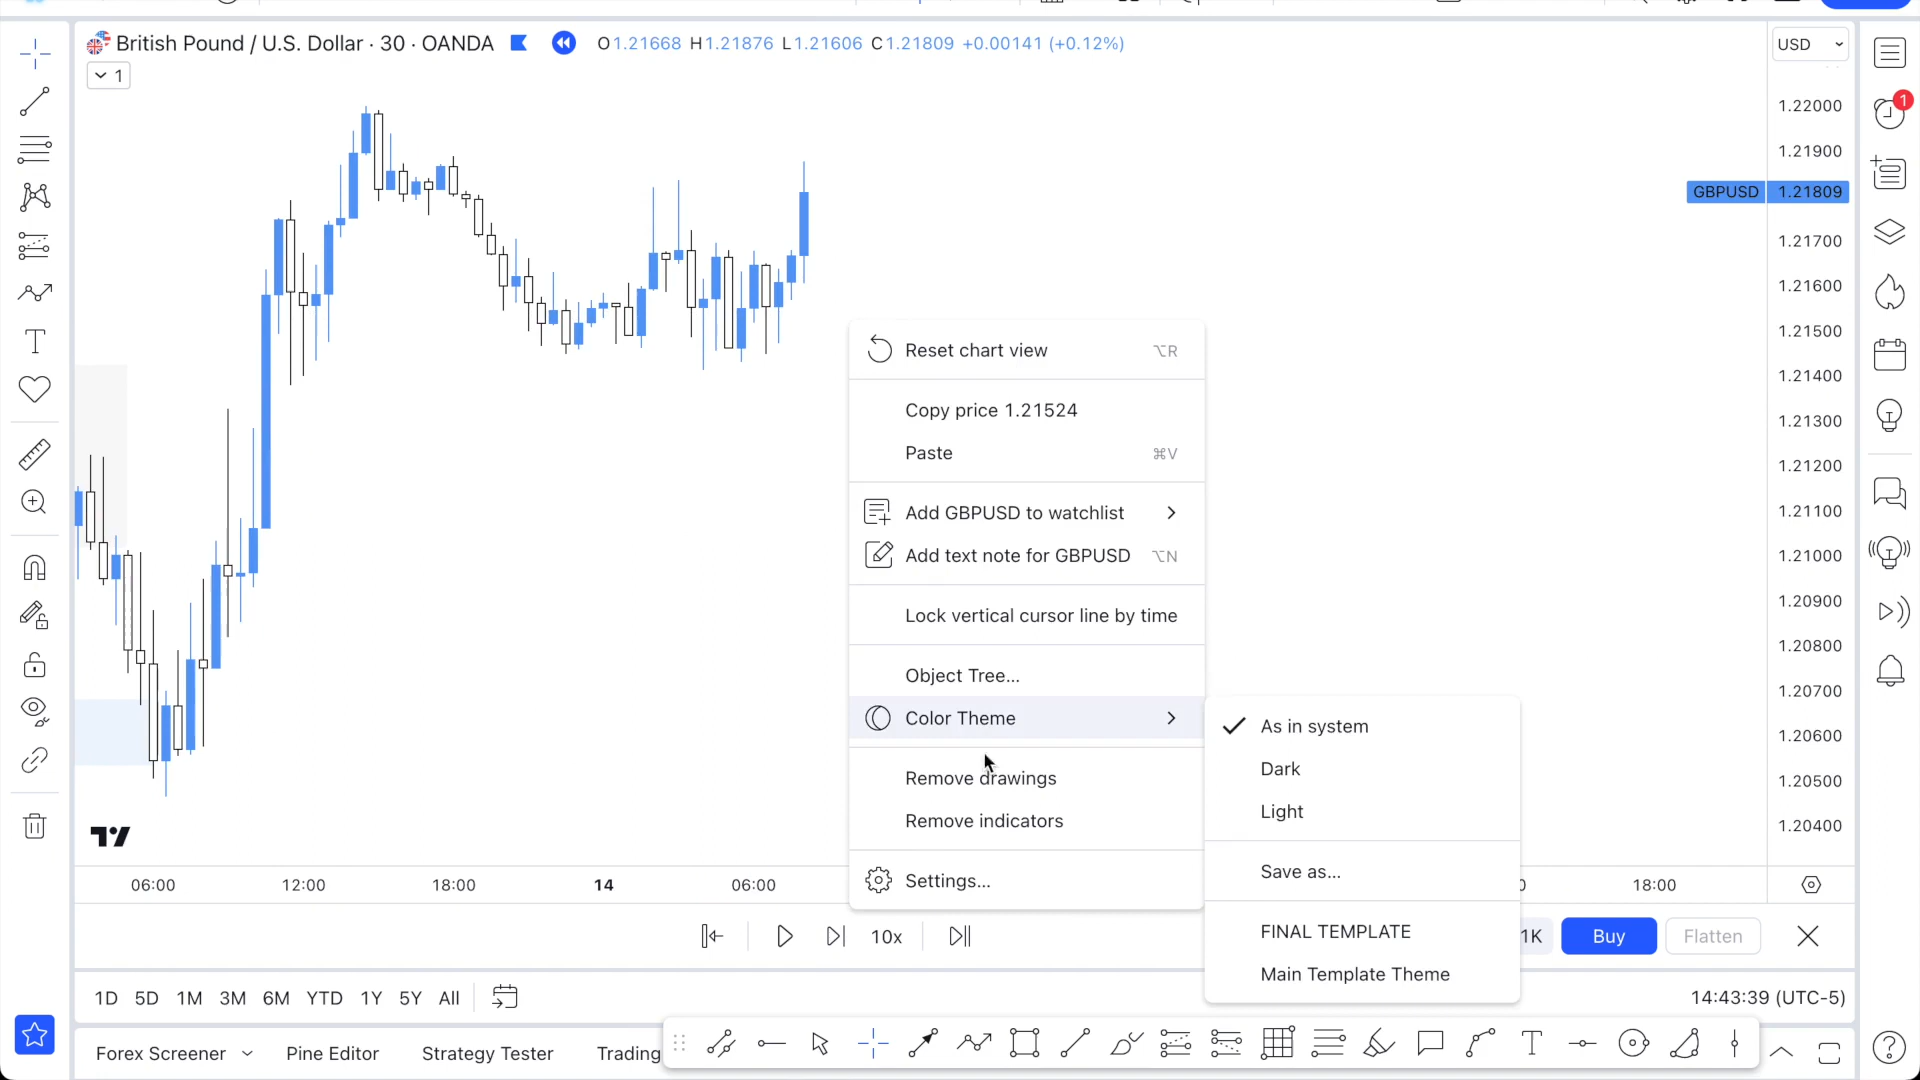 British Pound / U.S. Dollar · 30 · OANDA
O1.21668 H1.21876 L1.21606 C1.21809 +0.00141 (+0.12%)
USD
1
1
1.22000
1.21900
GBPUSD 1.21809
1.21700
1.21600
1.21500
1.21400
1.21300
1.21200
1.21100
1.21000
1.20900
1.20800
1.20700
1.20600
1.20500
1.20400
Reset chart view ⌥R
Copy price 1.21524
Paste ⌘V
Add GBPUSD to watchlist
Add text note for GBPUSD ⌥N
Lock vertical cursor line by time
Object Tree...
Color Theme
Remove drawings
Remove indicators
Settings...
As in system
Dark
Light
Save as...
FINAL TEMPLATE
Main Template Theme
06:00 12:00 18:00 14 06:00 0 18:00
10x
1K Buy Flatten
1D 5D 1M 3M 6M YTD 1Y 5Y All
14:43:39 (UTC-5)
Forex Screener Pine Editor Strategy Tester Trading